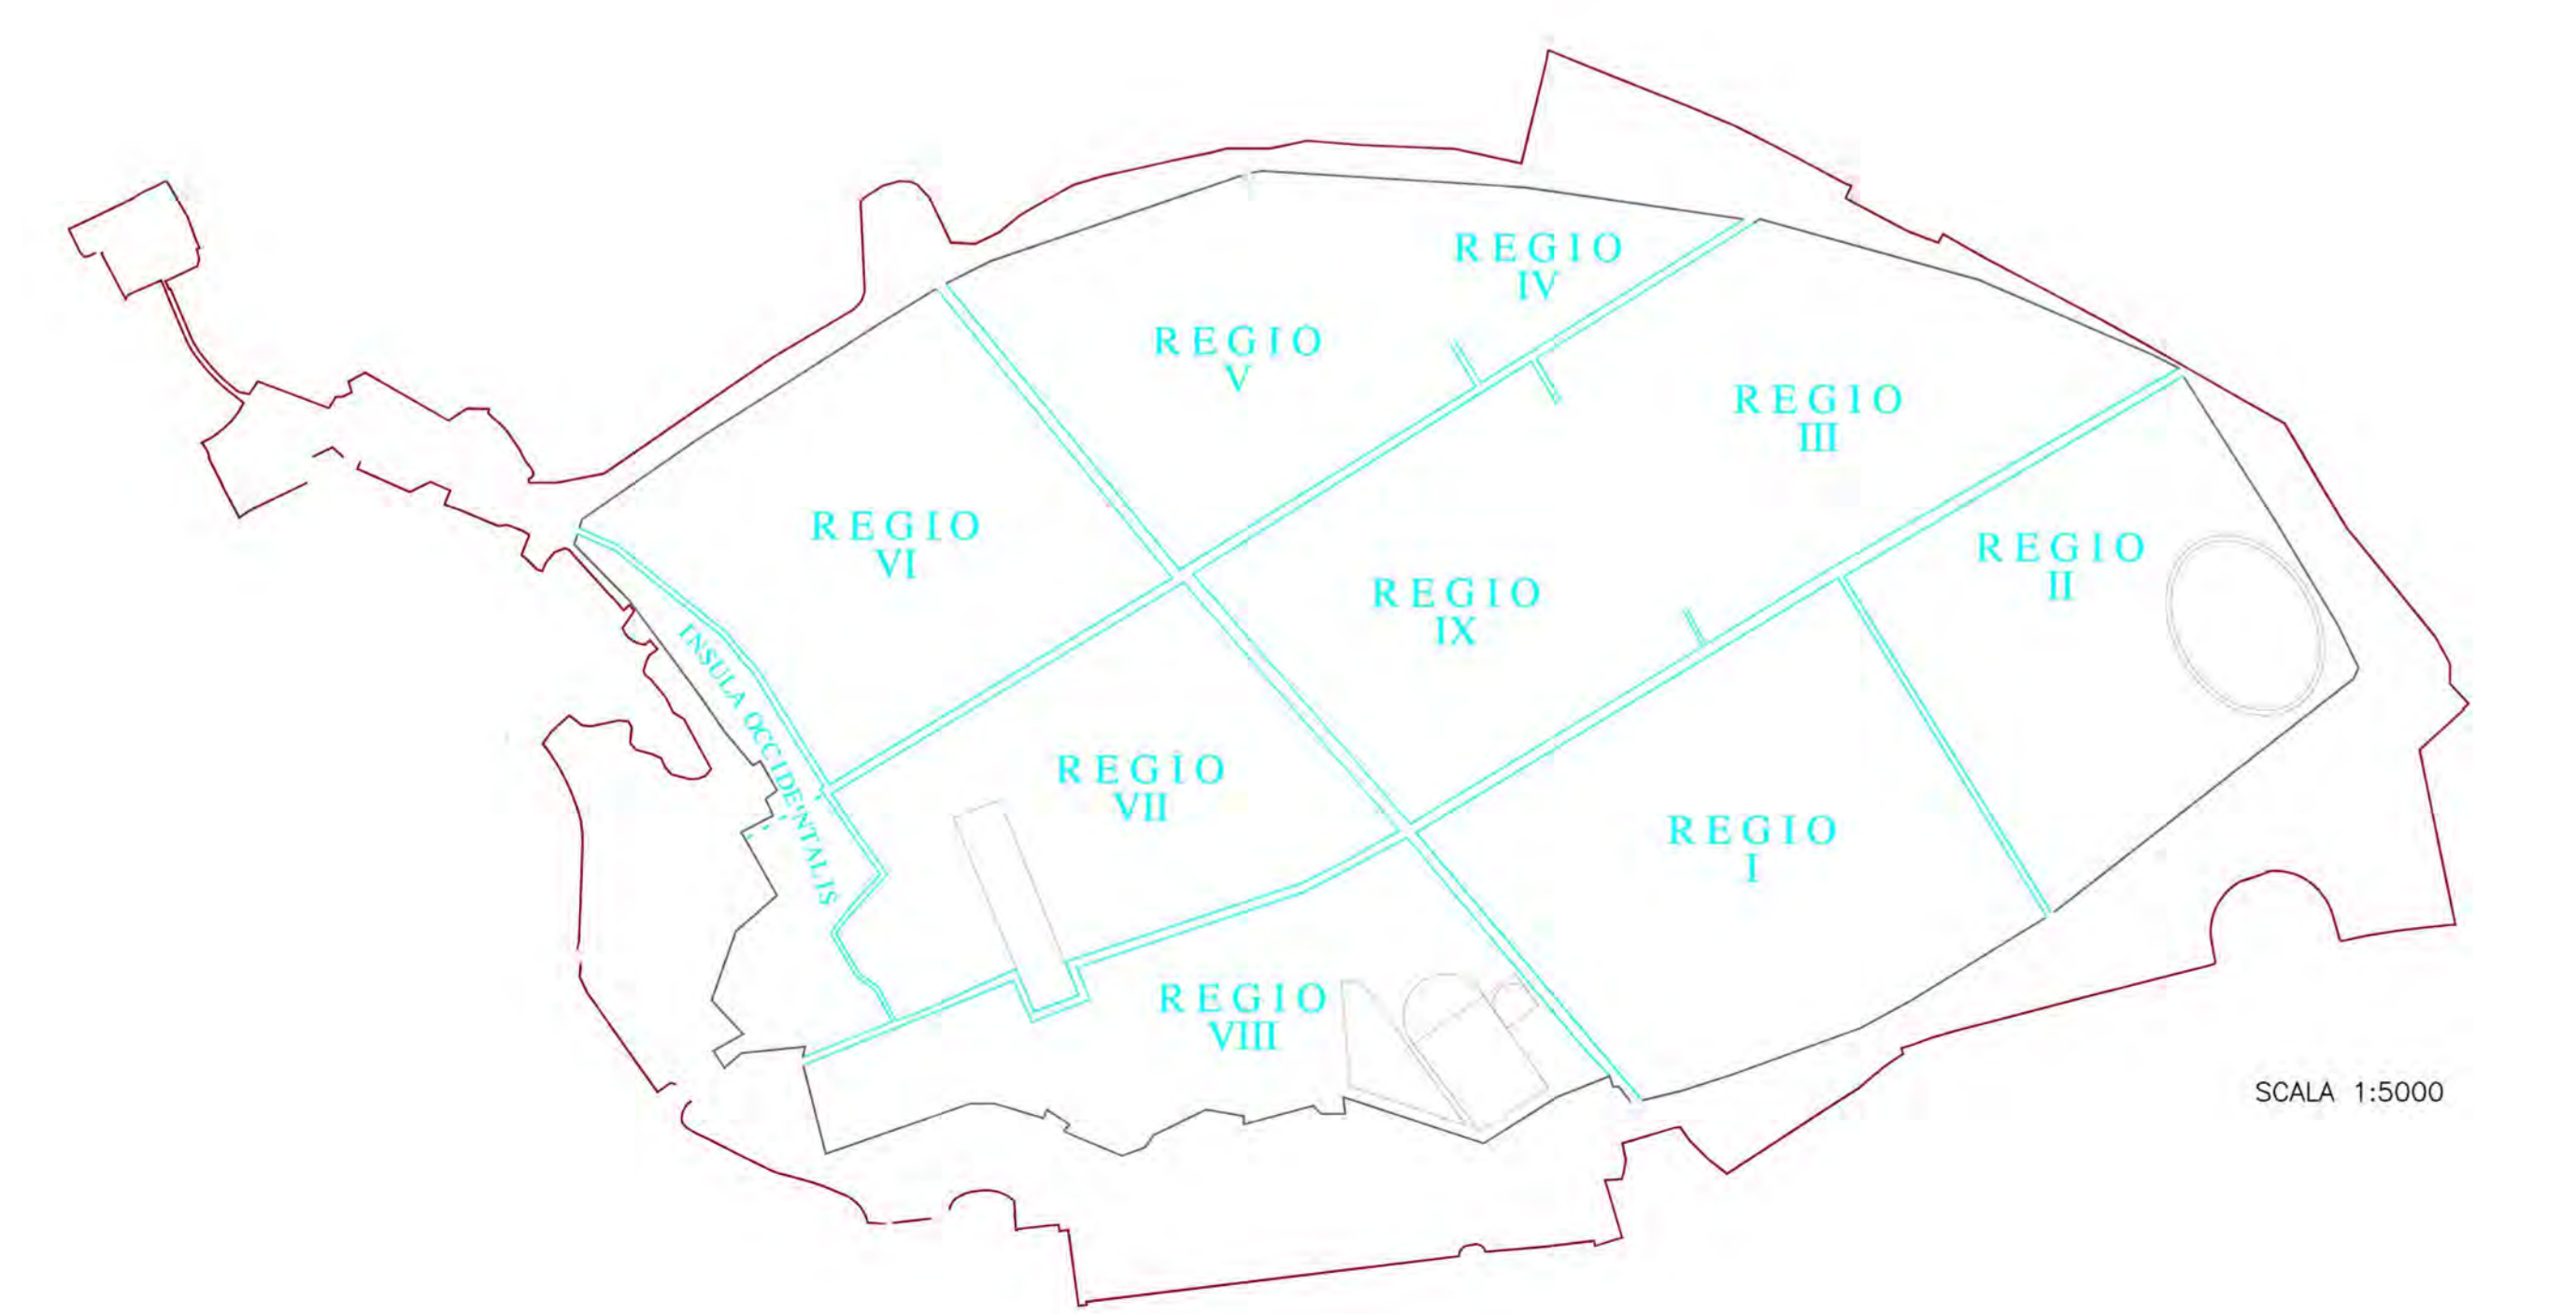 REGIO
IV
REGIO
V
REGIO
III
REGIO
VI
REGIO
II
REGIO
IX
INSULA OCCIDENTALIS
REGIO
VII
REGIO
I
REGIO
VIII
SCALA 1:5000